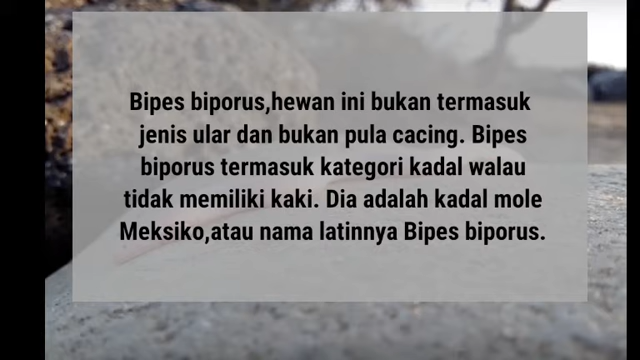 Bipes biporus,hewan ini bukan termasuk
jenis ular dan bukan pula cacing. Bipes
biporus termasuk kategori kadal walau
tidak memiliki kaki. Dia adalah kadal mole
Meksiko,atau nama latinnya Bipes biporus.